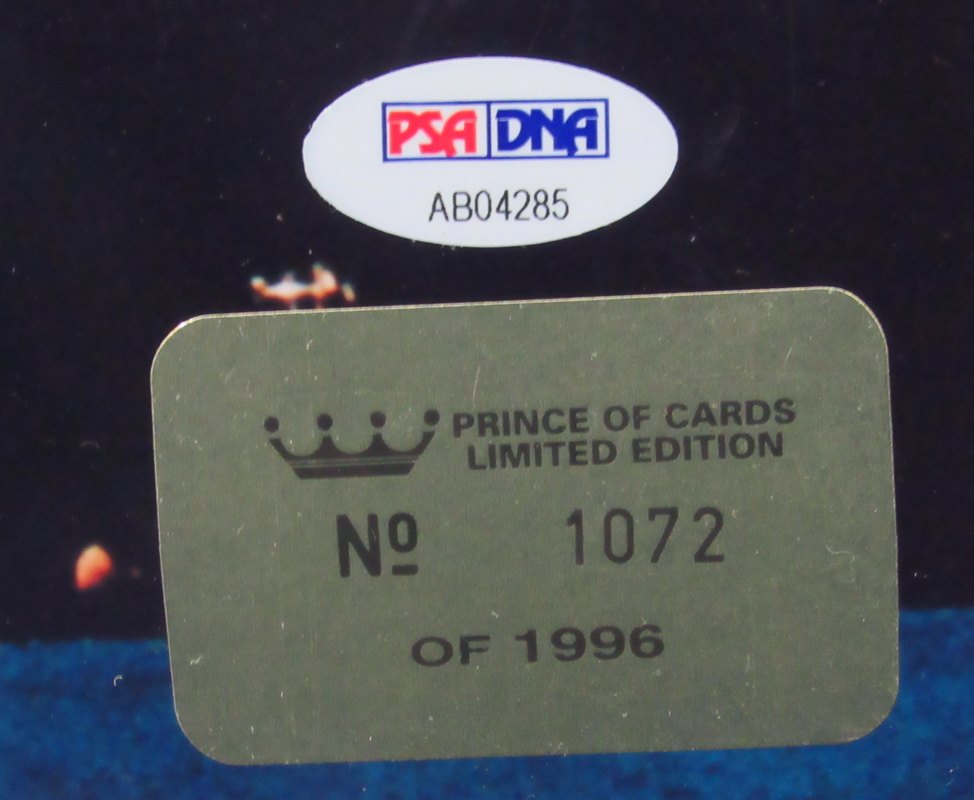 PSA DNA
AB04285
PRINCE OF CARDS
LIMITED EDITION
Nº 1072
OF 1996